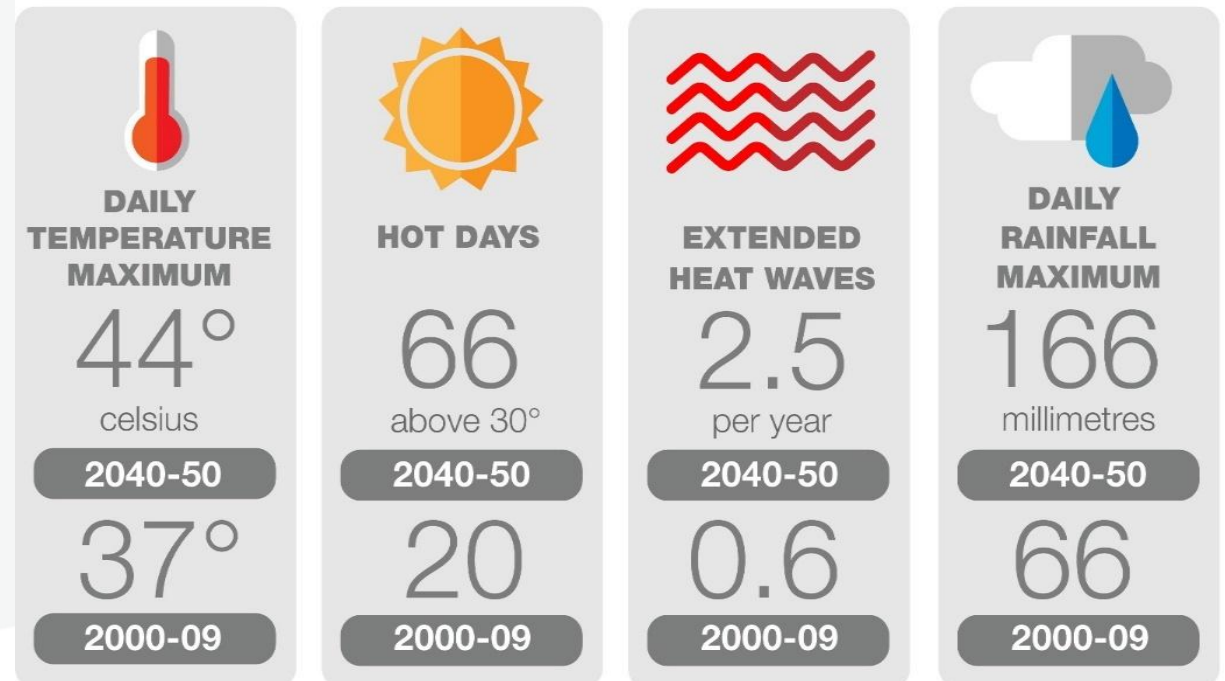 DAILY
TEMPERATURE
MAXIMUM
44°
celsius
2040-50
37°
2000-09
HOT DAYS
66
above 30°
2040-50
20
2000-09
EXTENDED
HEAT WAVES
2.5
per year
2040-50
0.6
2000-09
DAILY
RAINFALL
MAXIMUM
166
millimetres
2040-50
66
2000-09